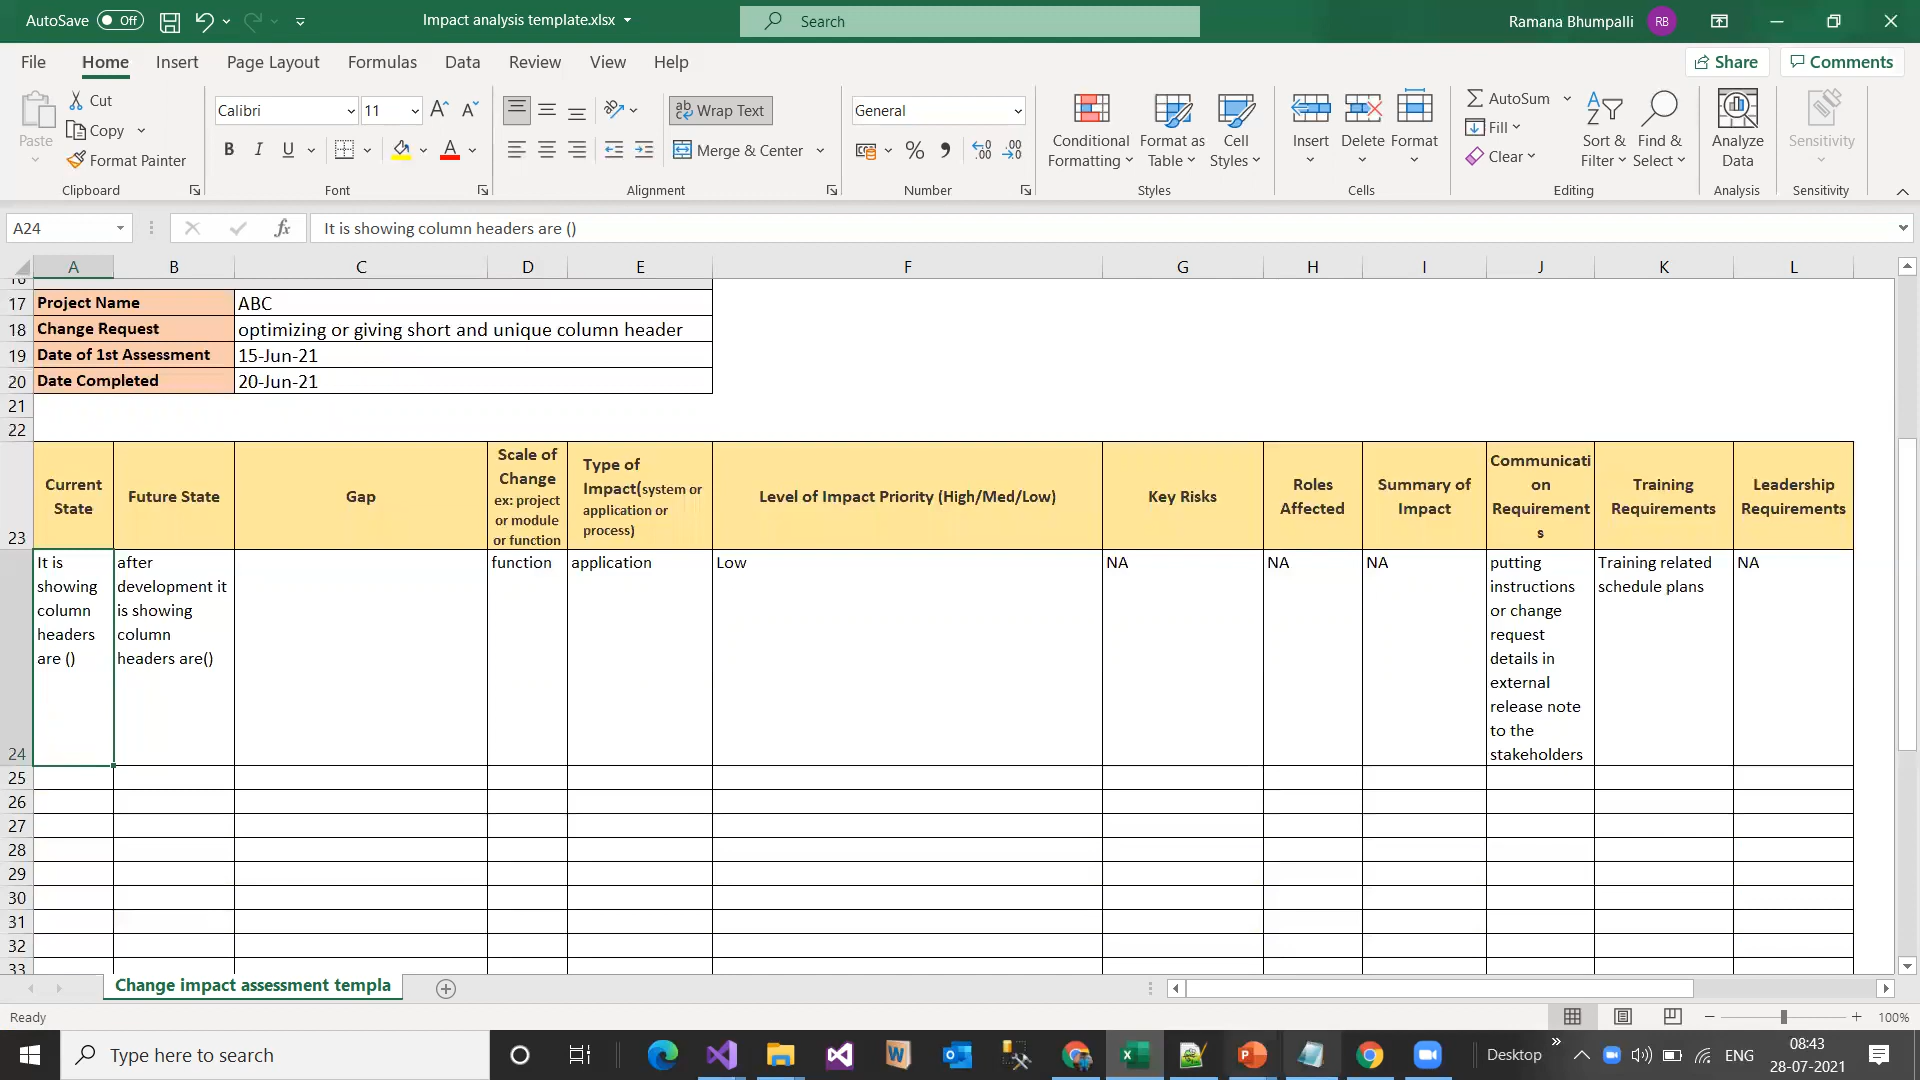 AutoSave Off Impact analysis template.xlsx Search Ramana Bhumpalli RB
File Home Insert Page Layout Formulas Data Review View Help Share Comments
Paste Cut Copy Format Painter Clipboard
Calibri 11 B I U A Font
Wrap Text Merge & Center Alignment
General % Number
Conditional Formatting Format as Table Cell Styles Styles
Insert Delete Format Cells
AutoSum Fill Clear Sort & Filter Find & Select Editing
Analyze Data Analysis
Sensitivity Sensitivity
A24 fx It is showing column headers are ()
A B C D E F G H I J K L
17 Project Name ABC
18 Change Request optimizing or giving short and unique column header
19 Date of 1st Assessment 15-Jun-21
20 Date Completed 20-Jun-21
21
22
23
Current State
Future State
Gap
Scale of Change ex: project or module or function
Type of Impact(system or application or process)
Level of Impact Priority (High/Med/Low)
Key Risks
Roles Affected
Summary of Impact
Communicati on Requirement s
Training Requirements
Leadership Requirements
24
It is showing column headers are ()
after development it is showing column headers are()
function
application
Low
NA
NA
NA
putting instructions or change request details in external release note to the stakeholders
Training related schedule plans
NA
25
26
27
28
29
30
31
32
33
Change impact assessment templa
Ready 100%
Type here to search Desktop ENG 08:43
28-07-2021